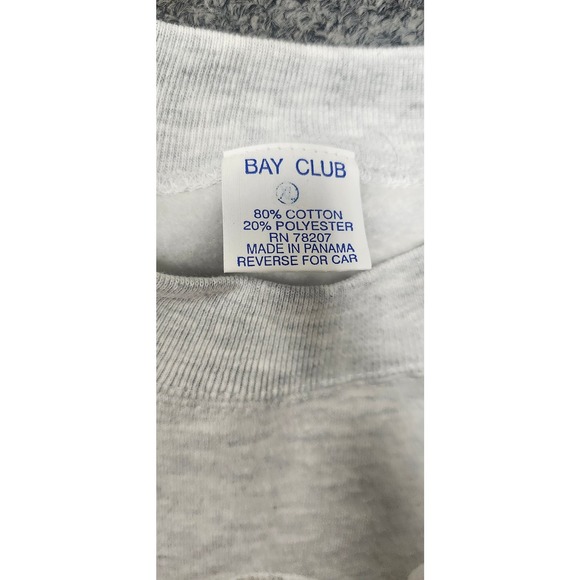 BAY CLUB
80% COTTON
20% POLYESTER
RN 78207
MADE IN PANAMA
REVERSE FOR CAR